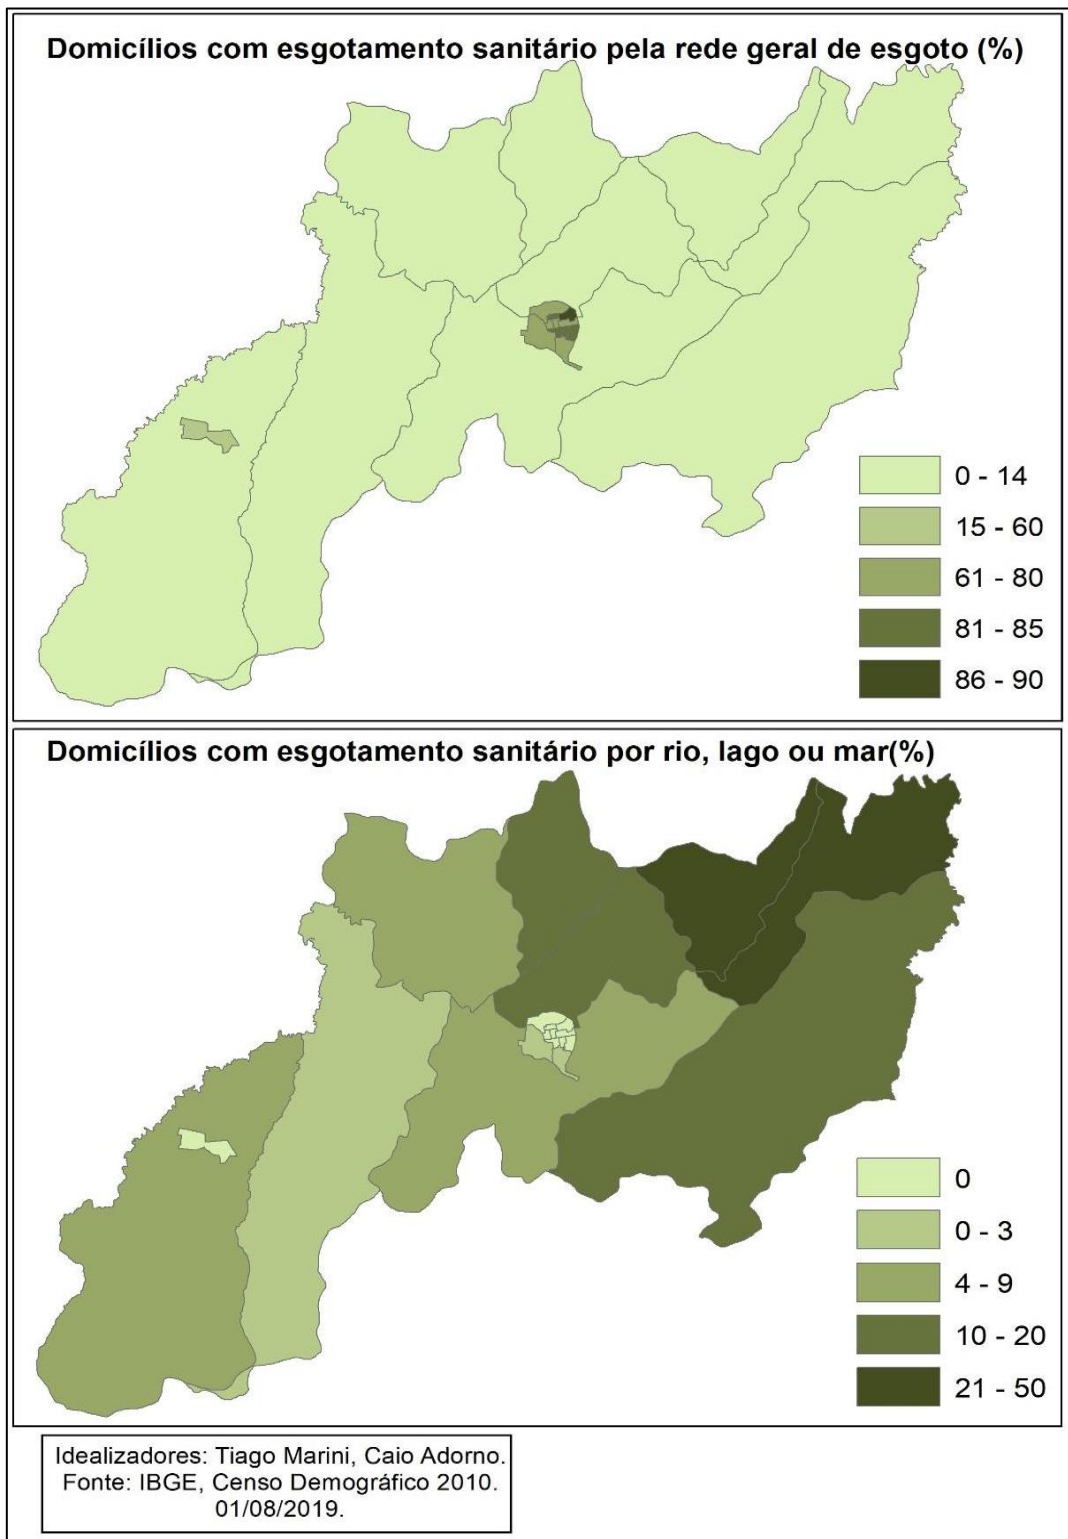 Domicílios com esgotamento sanitário pela rede geral de esgoto (%)
0 - 14
15 - 60
61 - 80
81 - 85
86 - 90
Domicílios com esgotamento sanitário por rio, lago ou mar(%)
0
0 - 3
4 - 9
10 - 20
21 - 50
Idealizadores: Tiago Marini, Caio Adorno.
Fonte: IBGE, Censo Demográfico 2010.
01/08/2019.